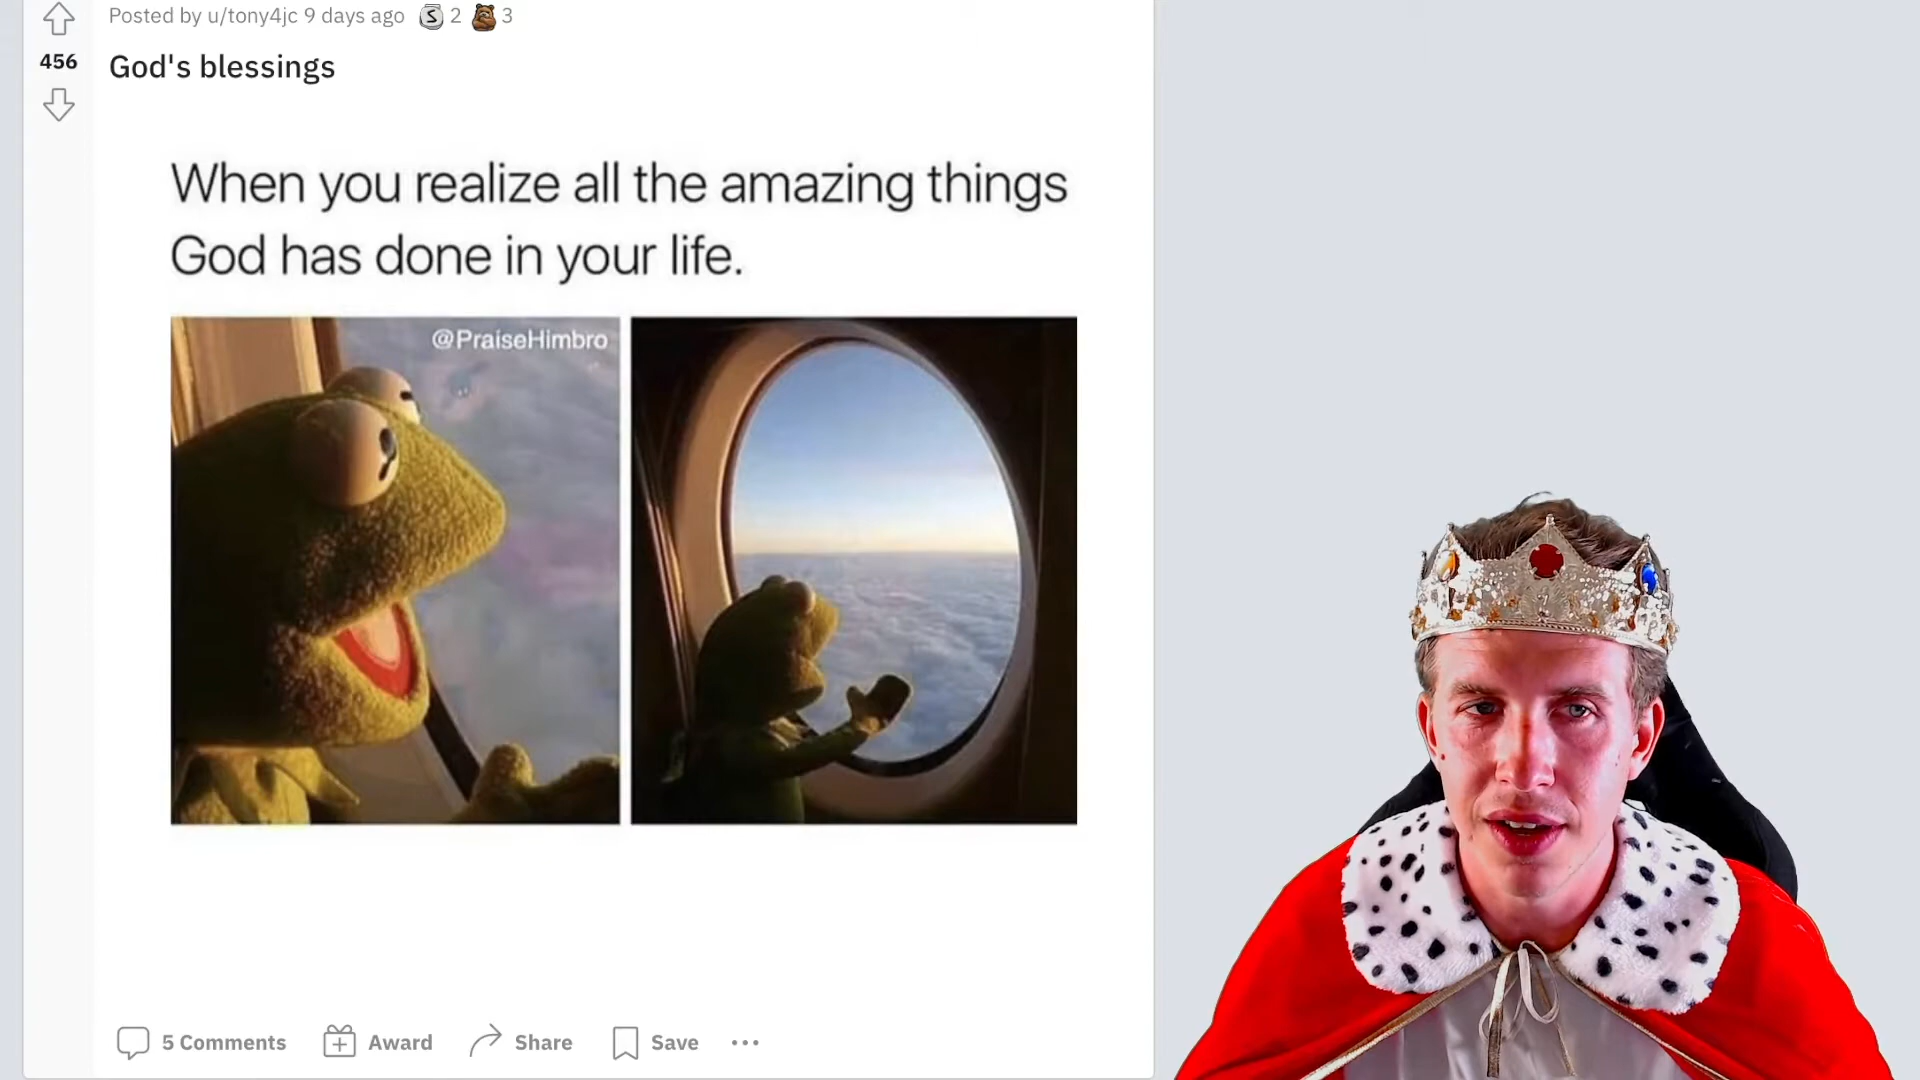 Posted by u/tony4jc 9 days ago S 2 3
456
God's blessings
When you realize all the amazing things
God has done in your life.
@PraiseHimbro
5 Comments Award Share Save ...